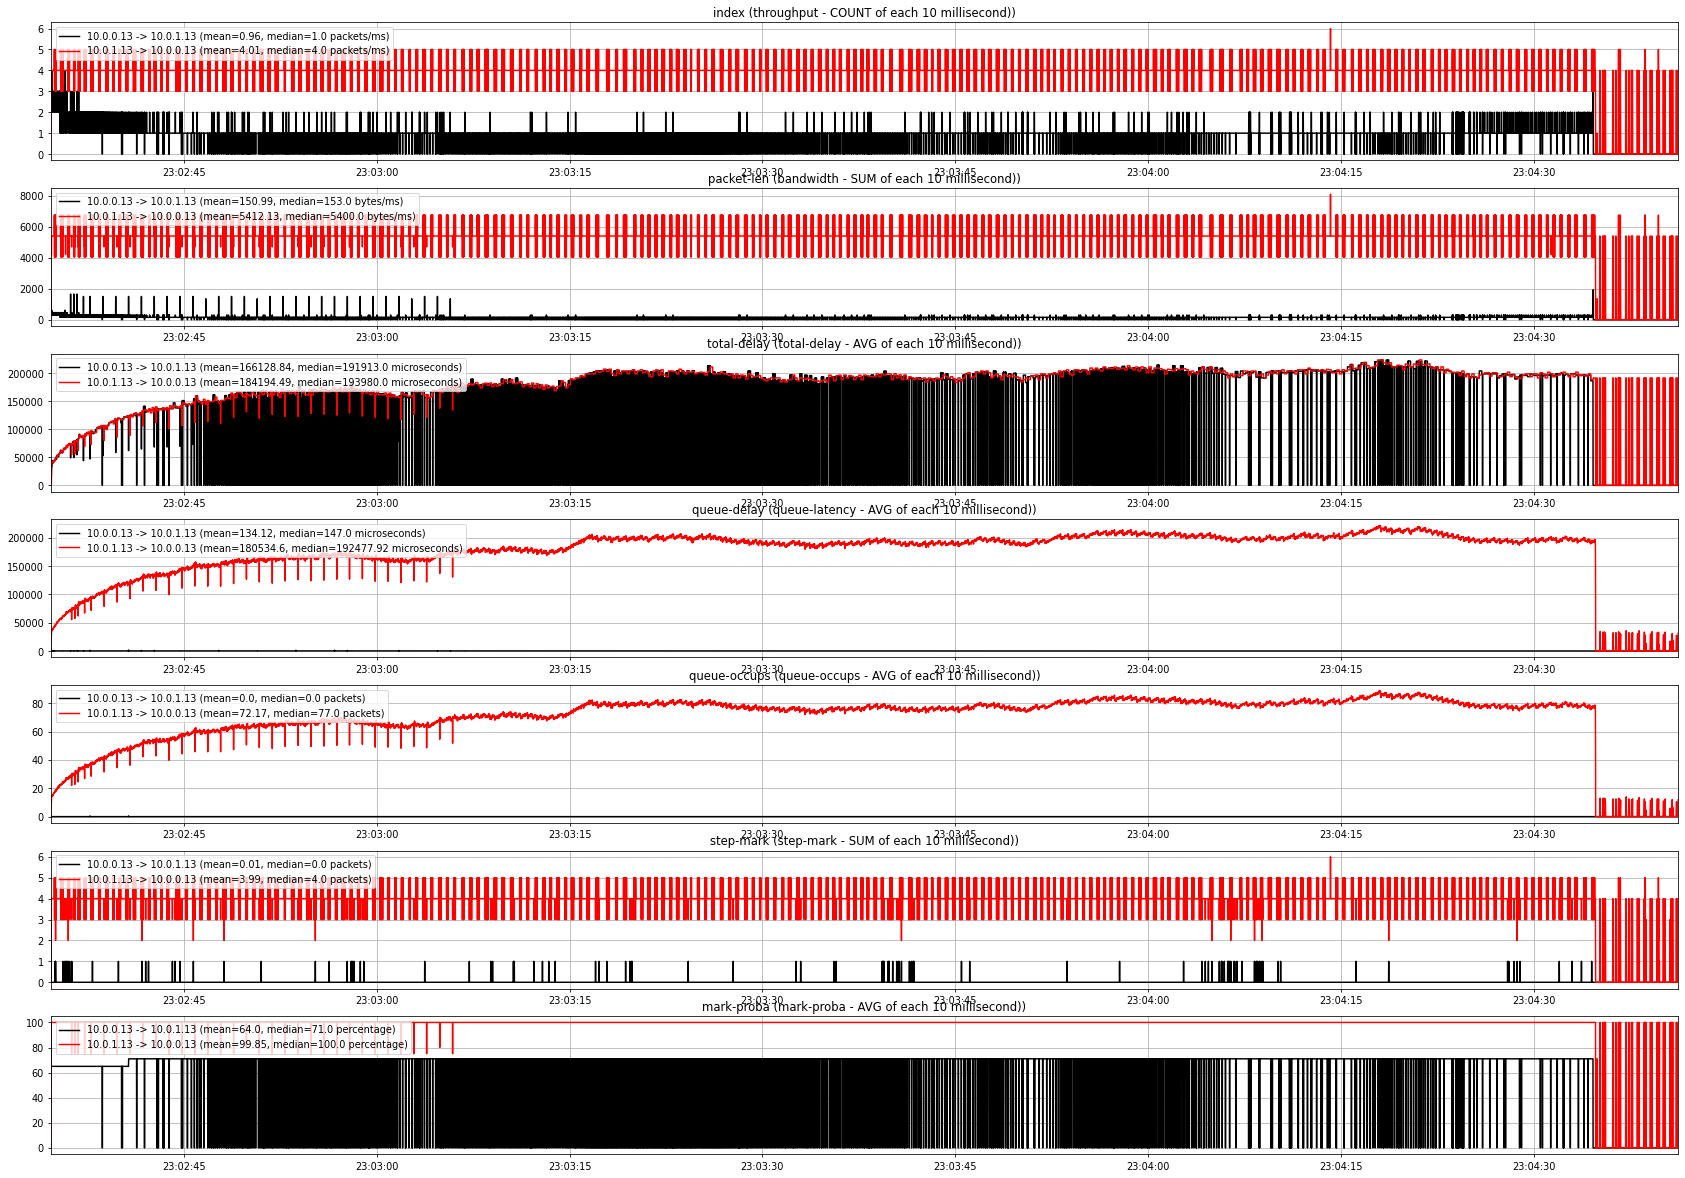 index (throughput - COUNT of each 10 millisecond))
6
5
4
3
2
1
0
10.0.0.13 -> 10.0.1.13 (mean=0.96, median=1.0 packets/ms)
10.0.1.13 -> 10.0.0.13 (mean=4.01, median=4.0 packets/ms)
23:02:45 23:03:00 23:03:15 23:03:30 23:03:45 23:04:00 23:04:15 23:04:30
packet-len (bandwidth - SUM of each 10 millisecond))
8000
6000
4000
2000
0
10.0.0.13 -> 10.0.1.13 (mean=150.99, median=153.0 bytes/ms)
10.0.1.13 -> 10.0.0.13 (mean=5412.13, median=5400.0 bytes/ms)
23:02:45 23:03:00 23:03:15 23:03:30 23:03:45 23:04:00 23:04:15 23:04:30
total-delay (total-delay - AVG of each 10 millisecond))
200000
150000
100000
50000
0
10.0.0.13 -> 10.0.1.13 (mean=166128.84, median=191913.0 microseconds)
10.0.1.13 -> 10.0.0.13 (mean=184194.49, median=193980.0 microseconds)
23:02:45 23:03:00 23:03:15 23:03:30 23:03:45 23:04:00 23:04:15 23:04:30
queue-delay (queue-latency - AVG of each 10 millisecond))
200000
150000
100000
50000
0
10.0.0.13 -> 10.0.1.13 (mean=134.12, median=147.0 microseconds)
10.0.1.13 -> 10.0.0.13 (mean=180534.6, median=192477.92 microseconds)
23:02:45 23:03:00 23:03:15 23:03:30 23:03:45 23:04:00 23:04:15 23:04:30
queue-occups (queue-occups - AVG of each 10 millisecond))
80
60
40
20
0
10.0.0.13 -> 10.0.1.13 (mean=0.0, median=0.0 packets)
10.0.1.13 -> 10.0.0.13 (mean=72.17, median=77.0 packets)
23:02:45 23:03:00 23:03:15 23:03:30 23:03:45 23:04:00 23:04:15 23:04:30
step-mark (step-mark - SUM of each 10 millisecond))
6
5
4
3
2
1
0
10.0.0.13 -> 10.0.1.13 (mean=0.01, median=0.0 packets)
10.0.1.13 -> 10.0.0.13 (mean=3.99, median=4.0 packets)
23:02:45 23:03:00 23:03:15 23:03:30 23:03:45 23:04:00 23:04:15 23:04:30
mark-proba (mark-proba - AVG of each 10 millisecond))
100
80
60
40
20
0
10.0.0.13 -> 10.0.1.13 (mean=64.0, median=71.0 percentage)
10.0.1.13 -> 10.0.0.13 (mean=99.85, median=100.0 percentage)
23:02:45 23:03:00 23:03:15 23:03:30 23:03:45 23:04:00 23:04:15 23:04:30